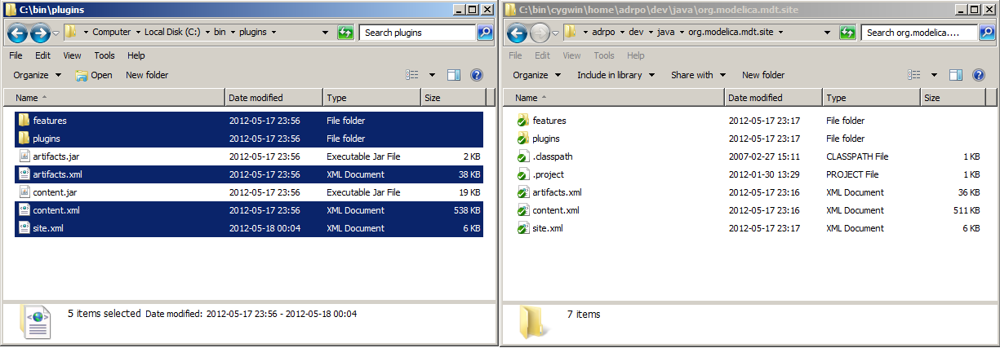 C:\bin\plugins
Computer Local Disk (C:) bin plugins Search plugins
File Edit View Tools Help
Organize Open New folder
Name Date modified Type Size
features 2012-05-17 23:56 File folder
plugins 2012-05-17 23:56 File folder
artifacts.jar 2012-05-17 23:56 Executable Jar File 2 KB
artifacts.xml 2012-05-17 23:56 XML Document 38 KB
content.jar 2012-05-17 23:56 Executable Jar File 19 KB
content.xml 2012-05-17 23:56 XML Document 538 KB
site.xml 2012-05-18 00:04 XML Document 6 KB
5 items selected Date modified: 2012-05-17 23:56 - 2012-05-18 00:04
C:\bin\cygwin\home\adrpo\dev\java\org.modelica.mdt.site
adrpo dev java org.modelica.mdt.site Search org.modelica....
File Edit View Tools Help
Organize Include in library Share with New folder
Name Date modified Type Size
features 2012-05-17 23:17 File folder
plugins 2012-05-17 23:17 File folder
.classpath 2007-02-27 15:11 CLASSPATH File 1 KB
.project 2012-01-30 13:29 PROJECT File 1 KB
artifacts.xml 2012-05-17 23:16 XML Document 36 KB
content.xml 2012-05-17 23:16 XML Document 511 KB
site.xml 2012-05-17 23:17 XML Document 6 KB
7 items